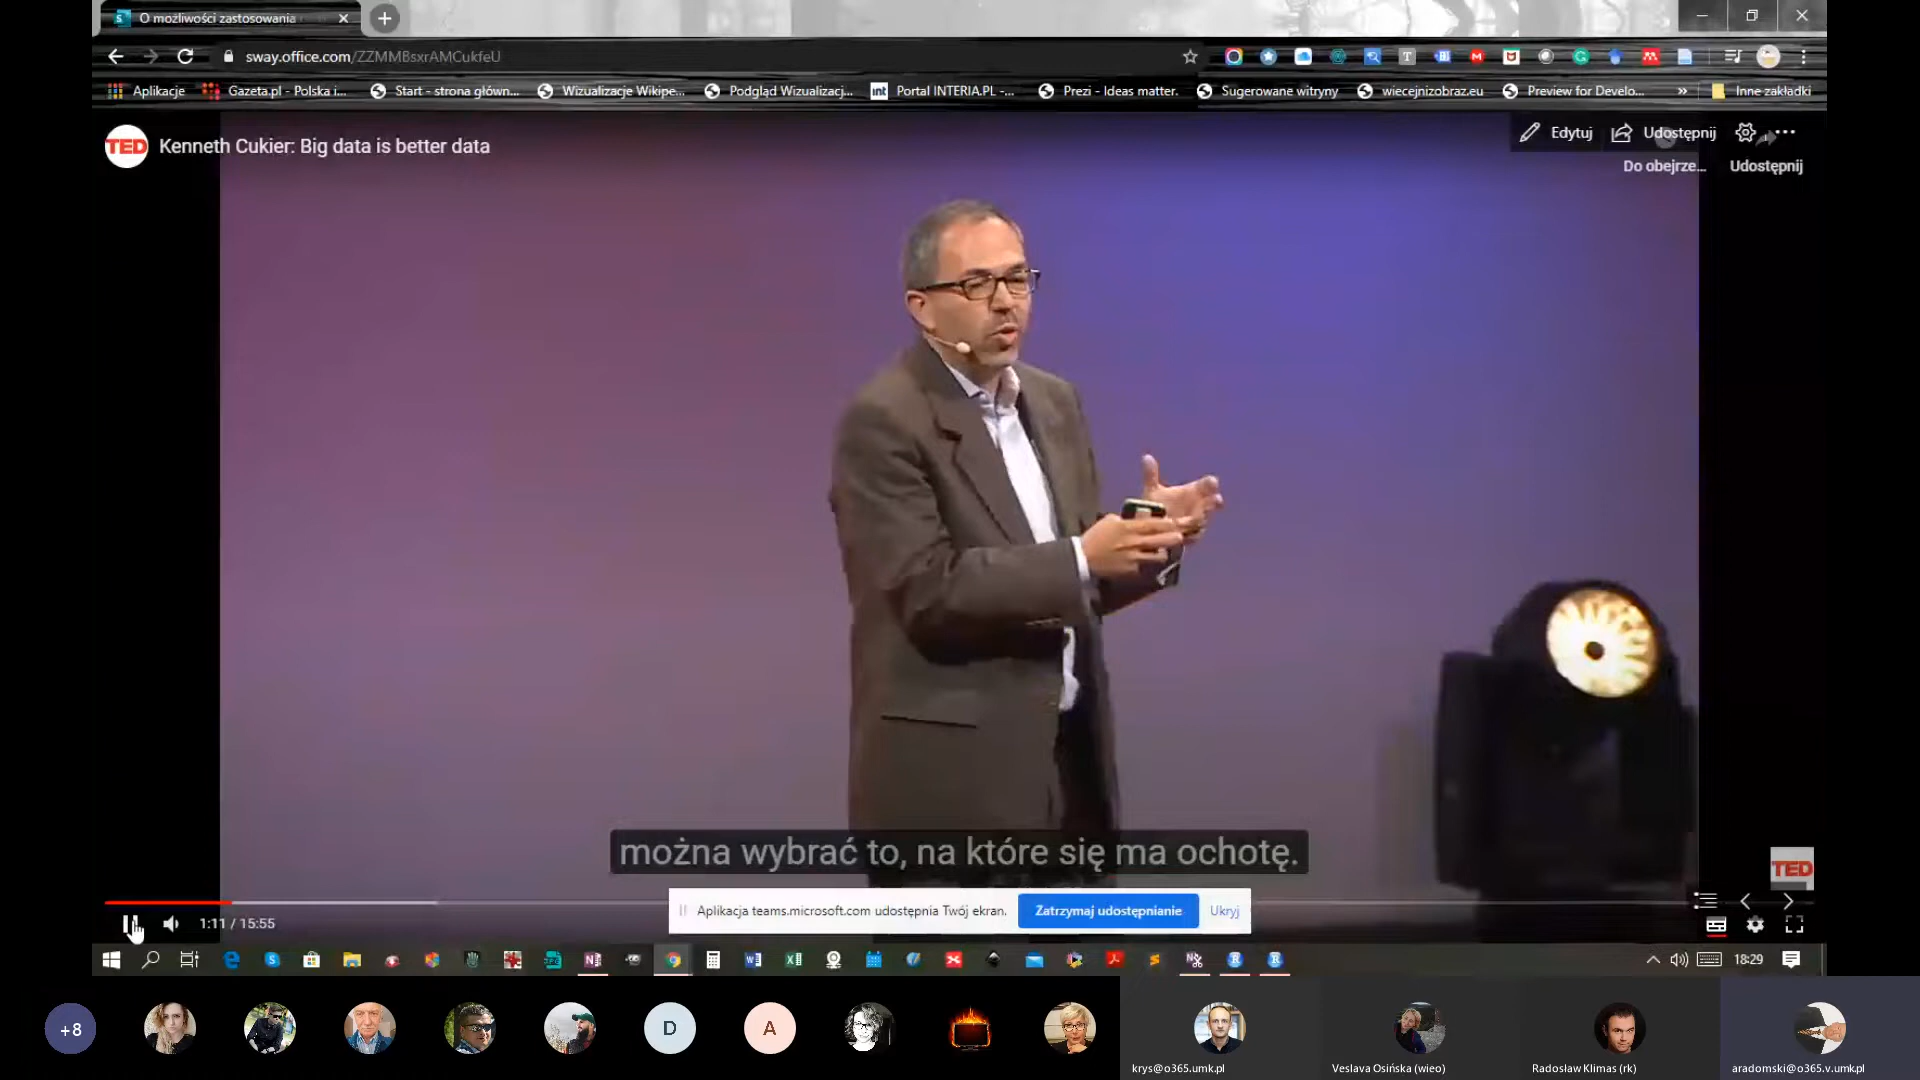 O możliwości zastosowania
sway.office.com/ZZMMBsxrAMCukfeU
Aplikacje
Gazeta.pl - Polska i...
Start - strona główn...
Wizualizacje Wikipe...
Podgląd Wizualizacj...
Portal INTERIA.PL -...
Prezi - Ideas matter.
Sugerowane witryny
wiecejnizobraz.eu
Preview for Develo...
»
Inne zakładki
TED
Kenneth Cukier: Big data is better data
Edytuj
Udostępnij
Do obejrze...
Udostępnij
można wybrać to, na które się ma ochotę.
TED
Aplikacja teams.microsoft.com udostępnia Twój ekran.
Zatrzymaj udostępnianie
Ukryj
1:11 / 15:55
18:29
+8
D
A
krys@o365.umk.pl
Veslava Osińska (wieo)
Radosław Klimas (rk)
aradomski@o365.v.umk.pl